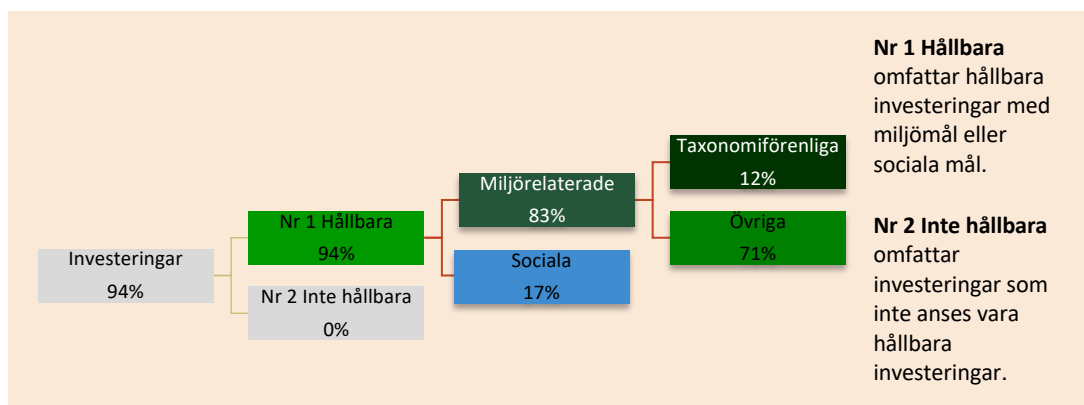 Investeringar
94%
Nr 1 Hållbara
94%
Nr 2 Inte hållbara
0%
Miljörelaterade
83%
Sociala
17%
Taxonomiförenliga
12%
Övriga
71%
Nr 1 Hållbara
omfattar hållbara
investeringar med
miljömål eller
sociala mål.
Nr 2 Inte hållbara
omfattar
investeringar som
inte anses vara
hållbara
investeringar.